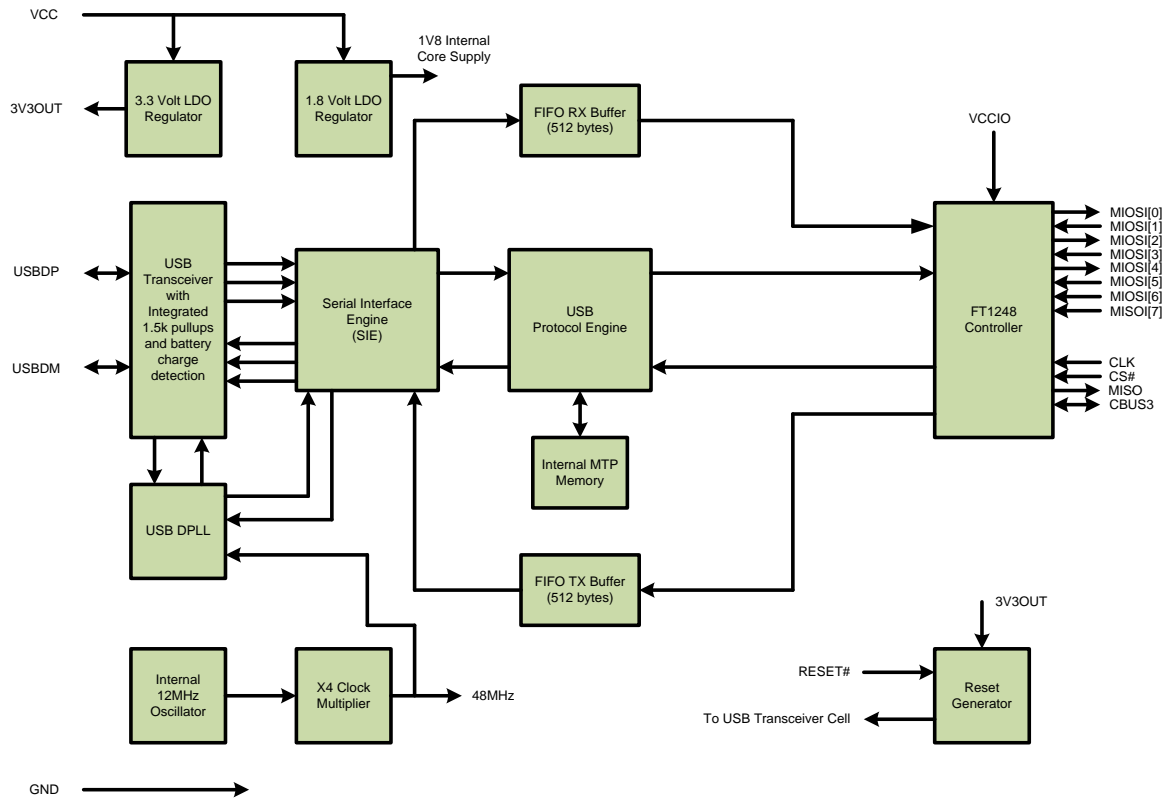 VCC
1V8 Internal
Core Supply
3.3 Volt LDO
Regulator
1.8 Volt LDO
Regulator
3V3OUT
FIFO RX Buffer
(512 bytes)
VCCIO
USBDP
USBDM
USB
Transceiver
with
Integrated
1.5k pullups
and battery
charge
detection
Serial Interface
Engine
(SIE)
USB
Protocol Engine
FT1248
Controller
MIOSI[0]
MIOSI[1]
MIOSI[2]
MIOSI[3]
MIOSI[4]
MIOSI[5]
MIOSI[6]
MISOI[7]
CLK
CS#
MISO
CBUS3
Internal MTP
Memory
USB DPLL
FIFO TX Buffer
(512 bytes)
3V3OUT
RESET#
Reset
Generator
To USB Transceiver Cell
Internal
12MHz
Oscillator
X4 Clock
Multiplier
48MHz
GND